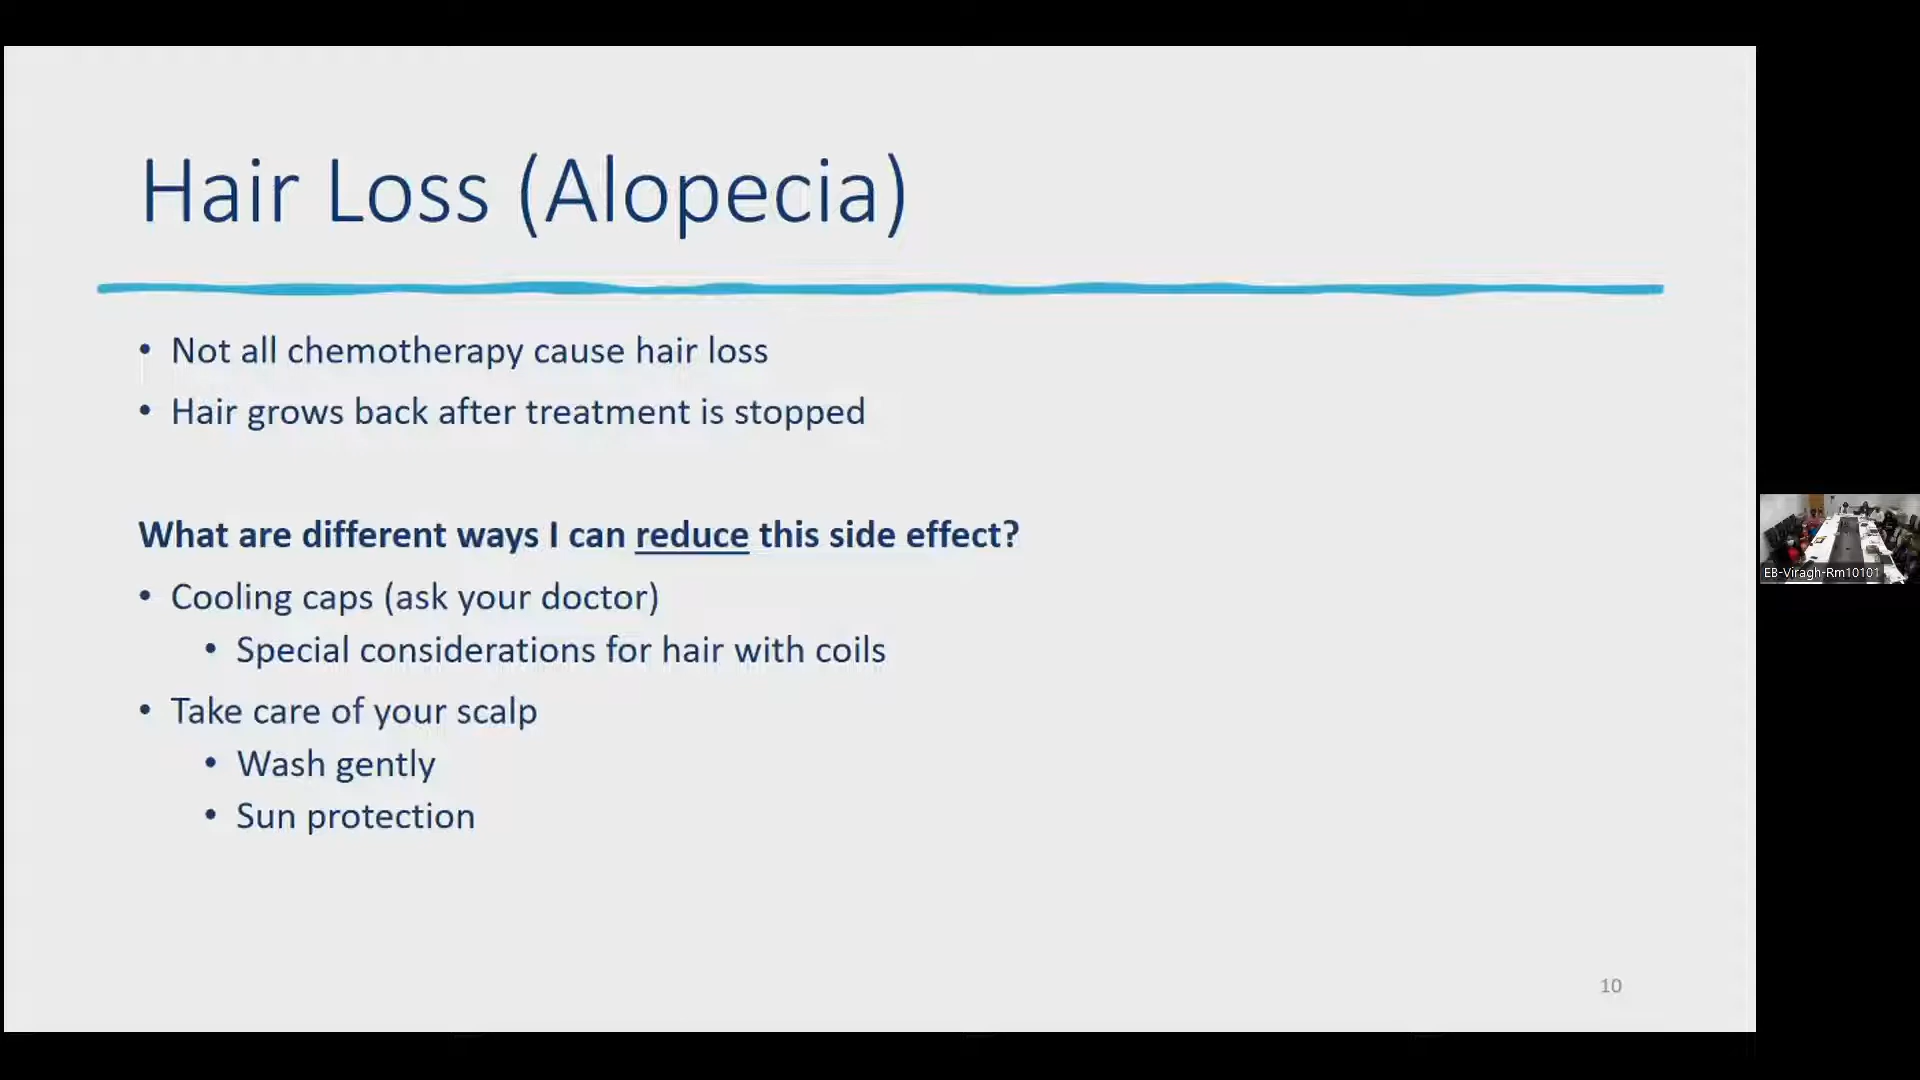 Hair Loss (Alopecia)
• Not all chemotherapy cause hair loss
• Hair grows back after treatment is stopped
What are different ways I can reduce this side effect?
• Cooling caps (ask your doctor)
• Special considerations for hair with coils
• Take care of your scalp
• Wash gently
• Sun protection
10
EB-Viragh-Rm10101